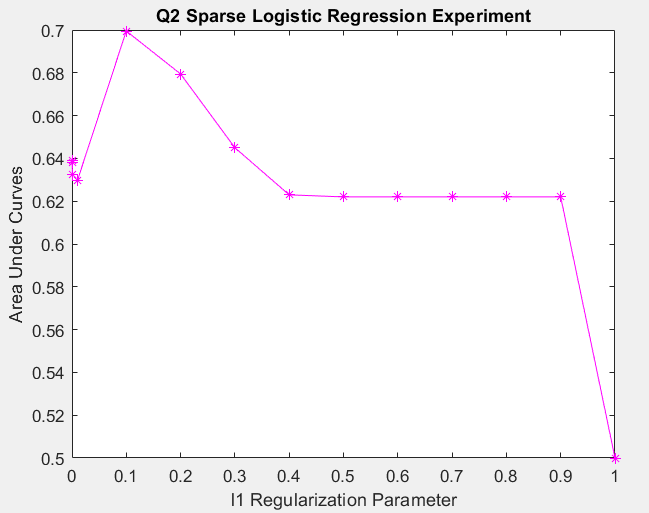 Q2 Sparse Logistic Regression Experiment
0.7
0.68
0.66
0.64
0.62
0.6
0.58
0.56
0.54
0.52
0.5
Area Under Curves
0 0.1 0.2 0.3 0.4 0.5 0.6 0.7 0.8 0.9 1
l1 Regularization Parameter